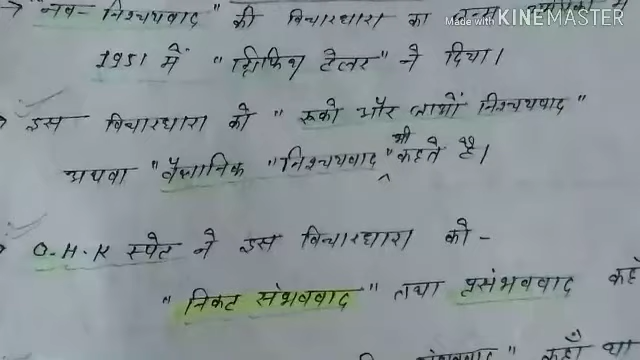 Made with KINEMASTER
→ "नव-निश्चयवाद" की विचारधारा का
1951 में "ग्रिफिथ टेलर" ने दिया।
इस विचारधारा को "रूको और जाओं निश्चयवाद"
अथवा "वैज्ञानिक "निश्चयवाद" भी कहते है।
O.H.K स्पेट ने इस विचारधारा को -
"निकट संभववाद" तथा प्रसंभववाद